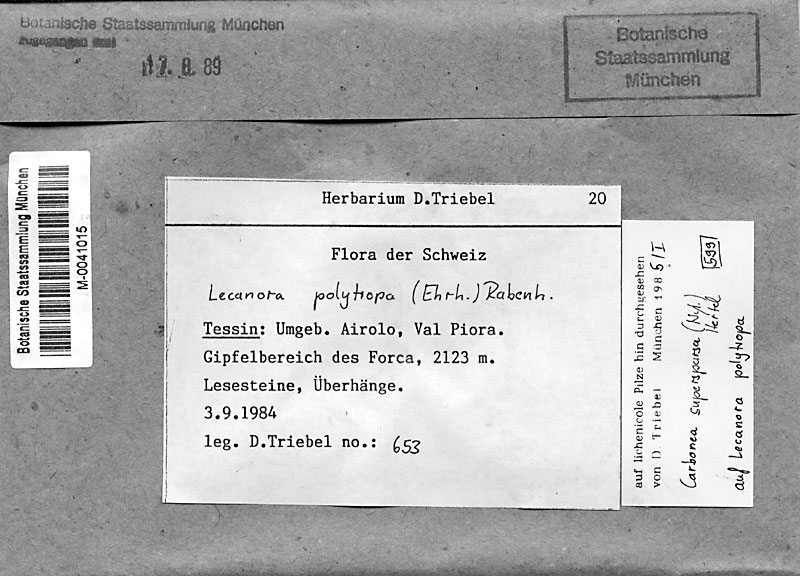 Botanische Staatssammlung München
zugegangen am:
17. 8. 89
Botanische
Staatssammlung
München
Botanische Staatssammlung München
M-0041015
Herbarium D.Triebel 20
Flora der Schweiz
Lecanora polytropa (Ehrh.) Rabenh.
Tessin: Umgeb. Airolo, Val Piora.
Gipfelbereich des Forca, 2123 m.
Lesesteine, Überhänge.
3.9.1984
leg. D.Triebel no.: 653
auf lichenicole Pilze hin durchgesehen
von D. Triebel München 1985/I
599
Carbonea supersparsa (Nyl.)
Hertel
auf Lecanora polytropa